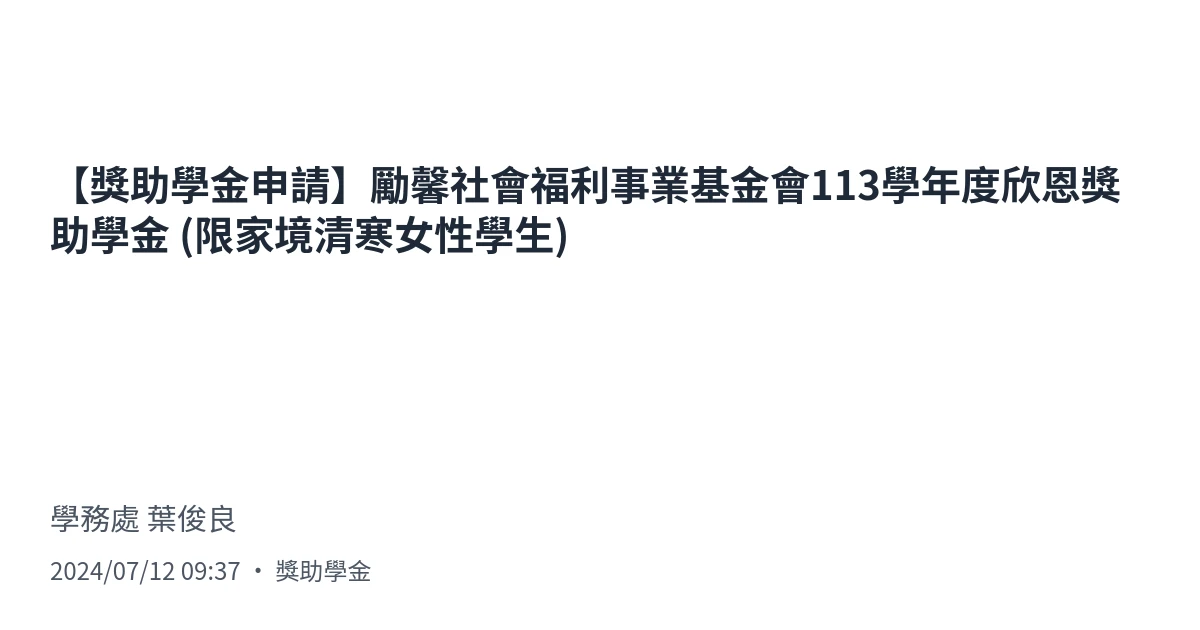 【獎助學金申請】勵馨社會福利事業基金會113學年度欣恩獎
助學金 (限家境清寒女性學生)
學務處 葉俊良
2024/07/12 09:37 • 獎助學金